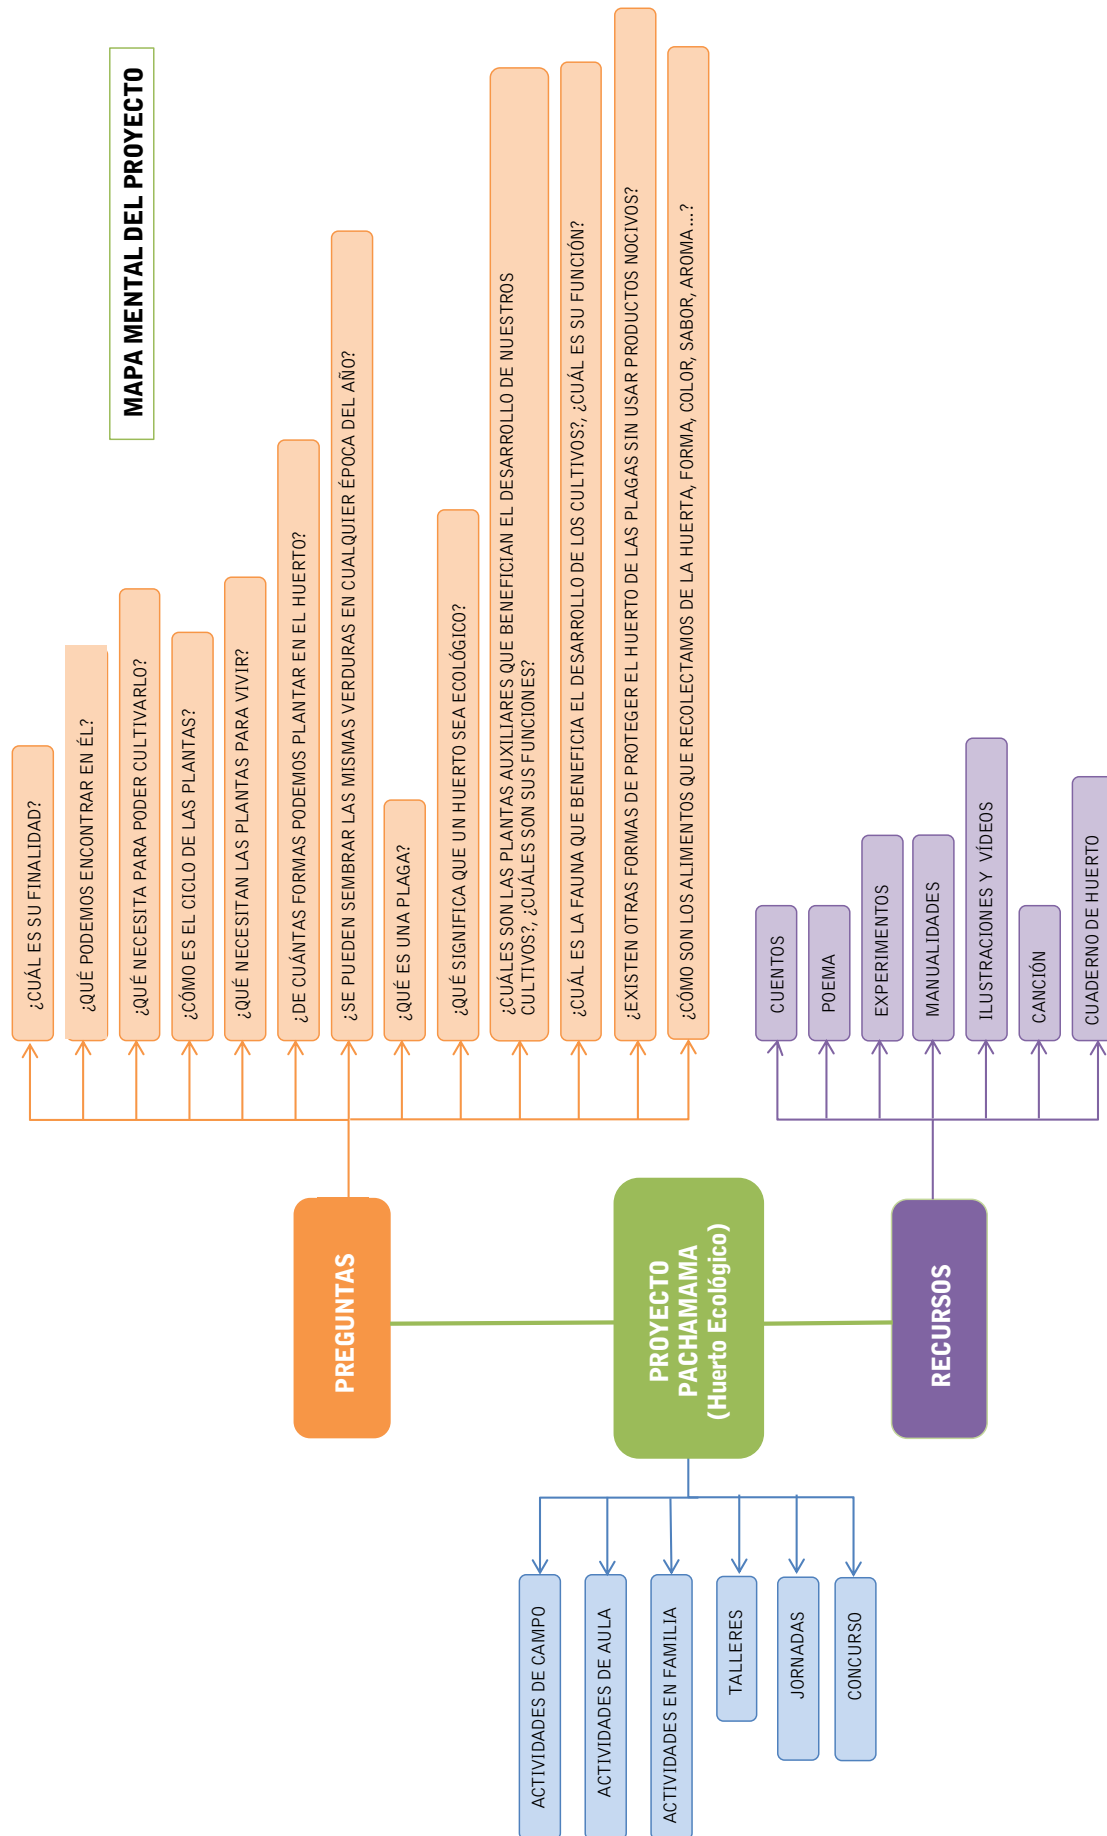 MAPA MENTAL DEL PROYECTO
PREGUNTAS
¿CUÁL ES SU FINALIDAD?
¿QUÉ PODEMOS ENCONTRAR EN ÉL?
¿QUÉ NECESITA PARA PODER CULTIVARLO?
¿CÓMO ES EL CICLO DE LAS PLANTAS?
¿QUÉ NECESITAN LAS PLANTAS PARA VIVIR?
¿DE CUÁNTAS FORMAS PODEMOS PLANTAR EN EL HUERTO?
¿SE PUEDEN SEMBRAR LAS MISMAS VERDURAS EN CUALQUIER ÉPOCA DEL AÑO?
¿QUÉ ES UNA PLAGA?
¿QUÉ SIGNIFICA QUE UN HUERTO SEA ECOLÓGICO?
¿CUÁLES SON LAS PLANTAS AUXILIARES QUE BENEFICIAN EL DESARROLLO DE NUESTROS
CULTIVOS?, ¿CUÁLES SON SUS FUNCIONES?
¿CUÁL ES LA FAUNA QUE BENEFICIA EL DESARROLLO DE LOS CULTIVOS?, ¿CUÁL ES SU FUNCIÓN?
¿EXISTEN OTRAS FORMAS DE PROTEGER EL HUERTO DE LAS PLAGAS SIN USAR PRODUCTOS NOCIVOS?
¿CÓMO SON LOS ALIMENTOS QUE RECOLECTAMOS DE LA HUERTA, FORMA, COLOR, SABOR, AROMA...?
PROYECTO
PACHAMAMA
(Huerto Ecológico)
ACTIVIDADES DE CAMPO
ACTIVIDADES DE AULA
ACTIVIDADES EN FAMILIA
TALLERES
JORNADAS
CONCURSO
RECURSOS
CUENTOS
POEMA
EXPERIMENTOS
MANUALIDADES
ILUSTRACIONES Y VÍDEOS
CANCIÓN
CUADERNO DE HUERTO